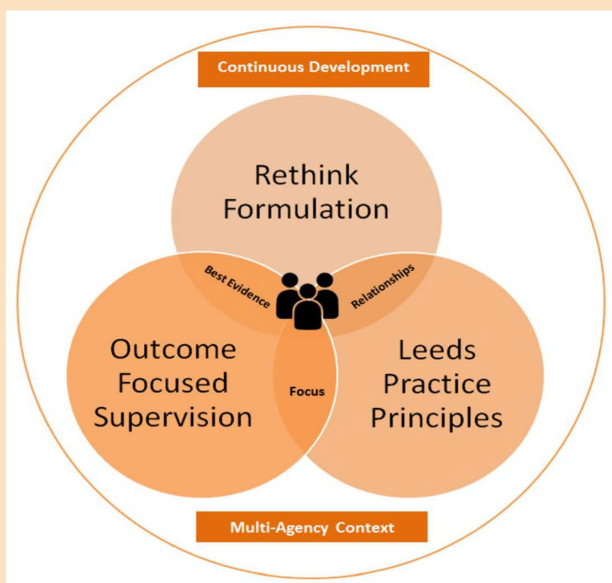 Continuous Development
Rethink
Formulation
Best Evidence
Relationships
Outcome
Focused
Supervision
Focus
Leeds
Practice
Principles
Multi-Agency Context